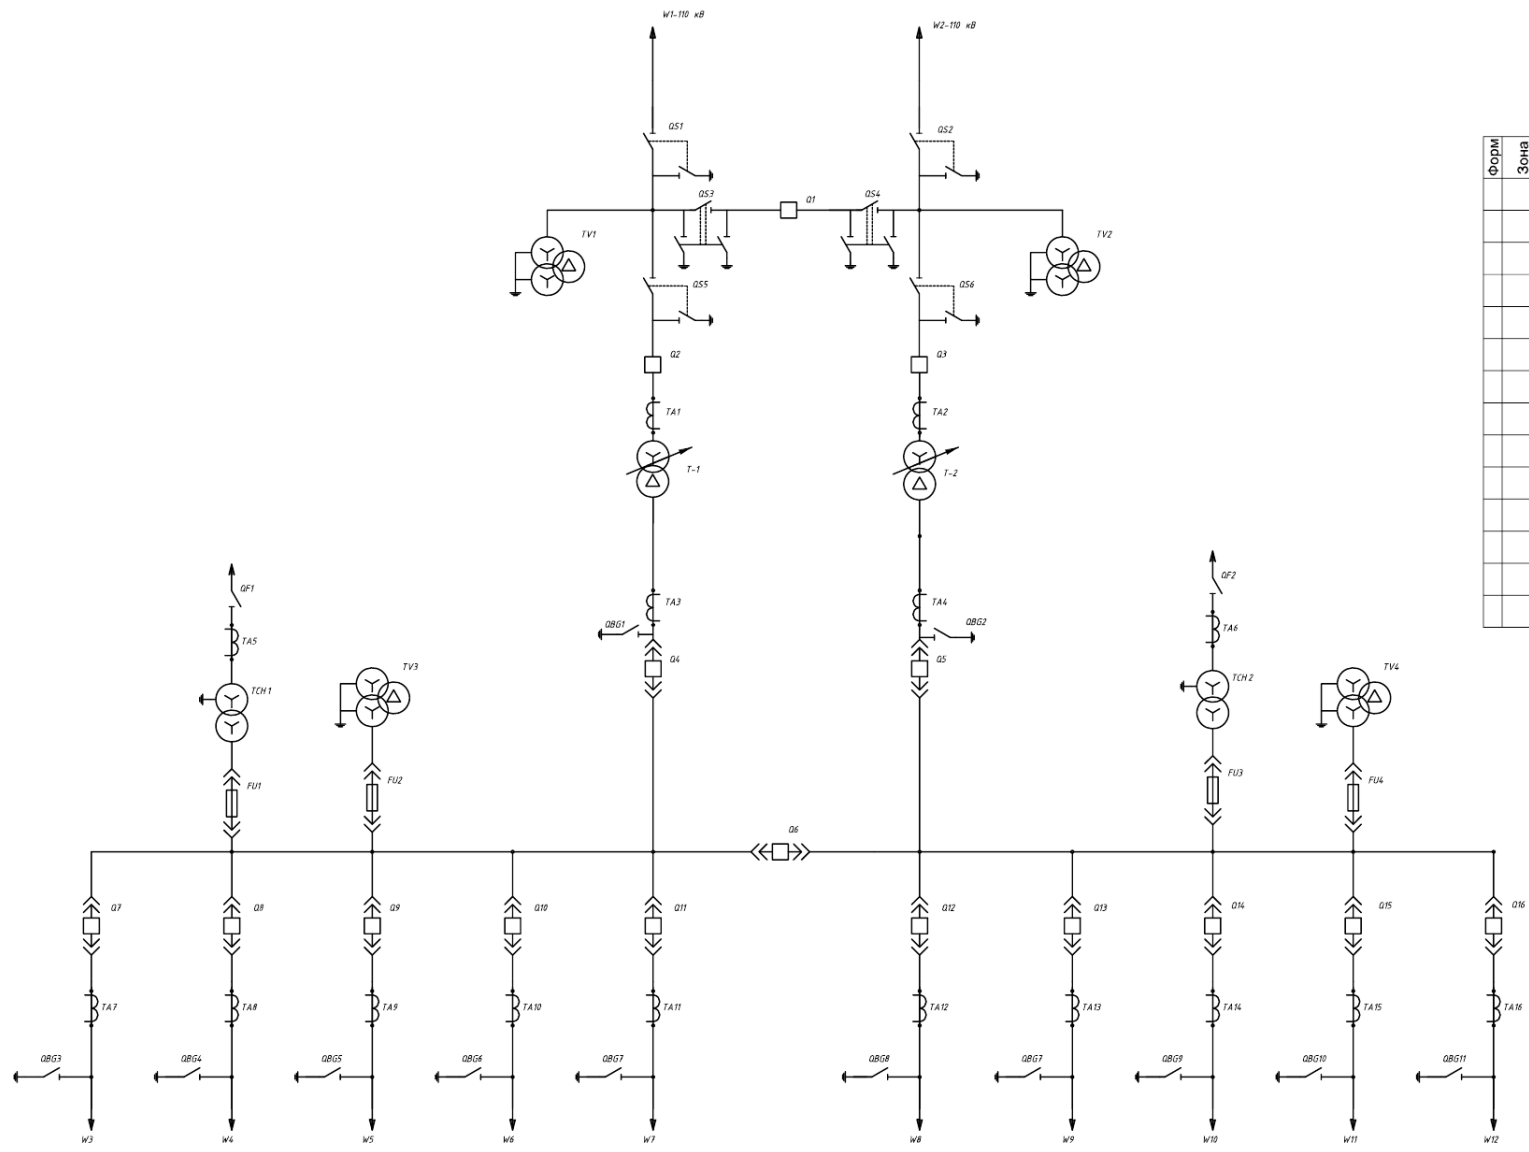 W1-110 кВ
W2-110 кВ
QS1
QS2
Форм
Зона
QS3
Q1
QS4
TV1
TV2
QS5
QS6
Q2
Q3
TA1
TA2
T-1
T-2
QF1
QF2
TA3
TA4
QBG1
QBG2
TA5
TA6
Q4
Q5
TCH 1
TV3
TCH 2
TV4
FU1
FU2
FU3
FU4
Q6
Q7
Q8
Q9
Q10
Q11
Q12
Q13
Q14
Q15
Q16
TA7
TA8
TA9
TA10
TA11
TA12
TA13
TA14
TA15
TA16
QBG3
QBG4
QBG5
QBG6
QBG7
QBG8
QBG7
QBG9
QBG10
QBG11
W3
W4
W5
W6
W7
W8
W9
W10
W11
W12